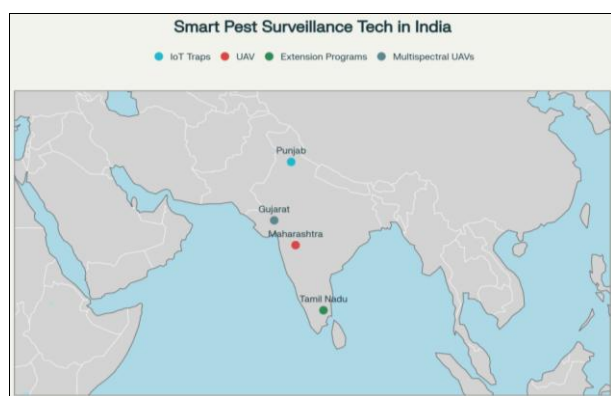 Smart Pest Surveillance Tech in India
IoT Traps UAV Extension Programs Multispectral UAVs
Punjab
Gujarat
Maharashtra
Tamil Nadu